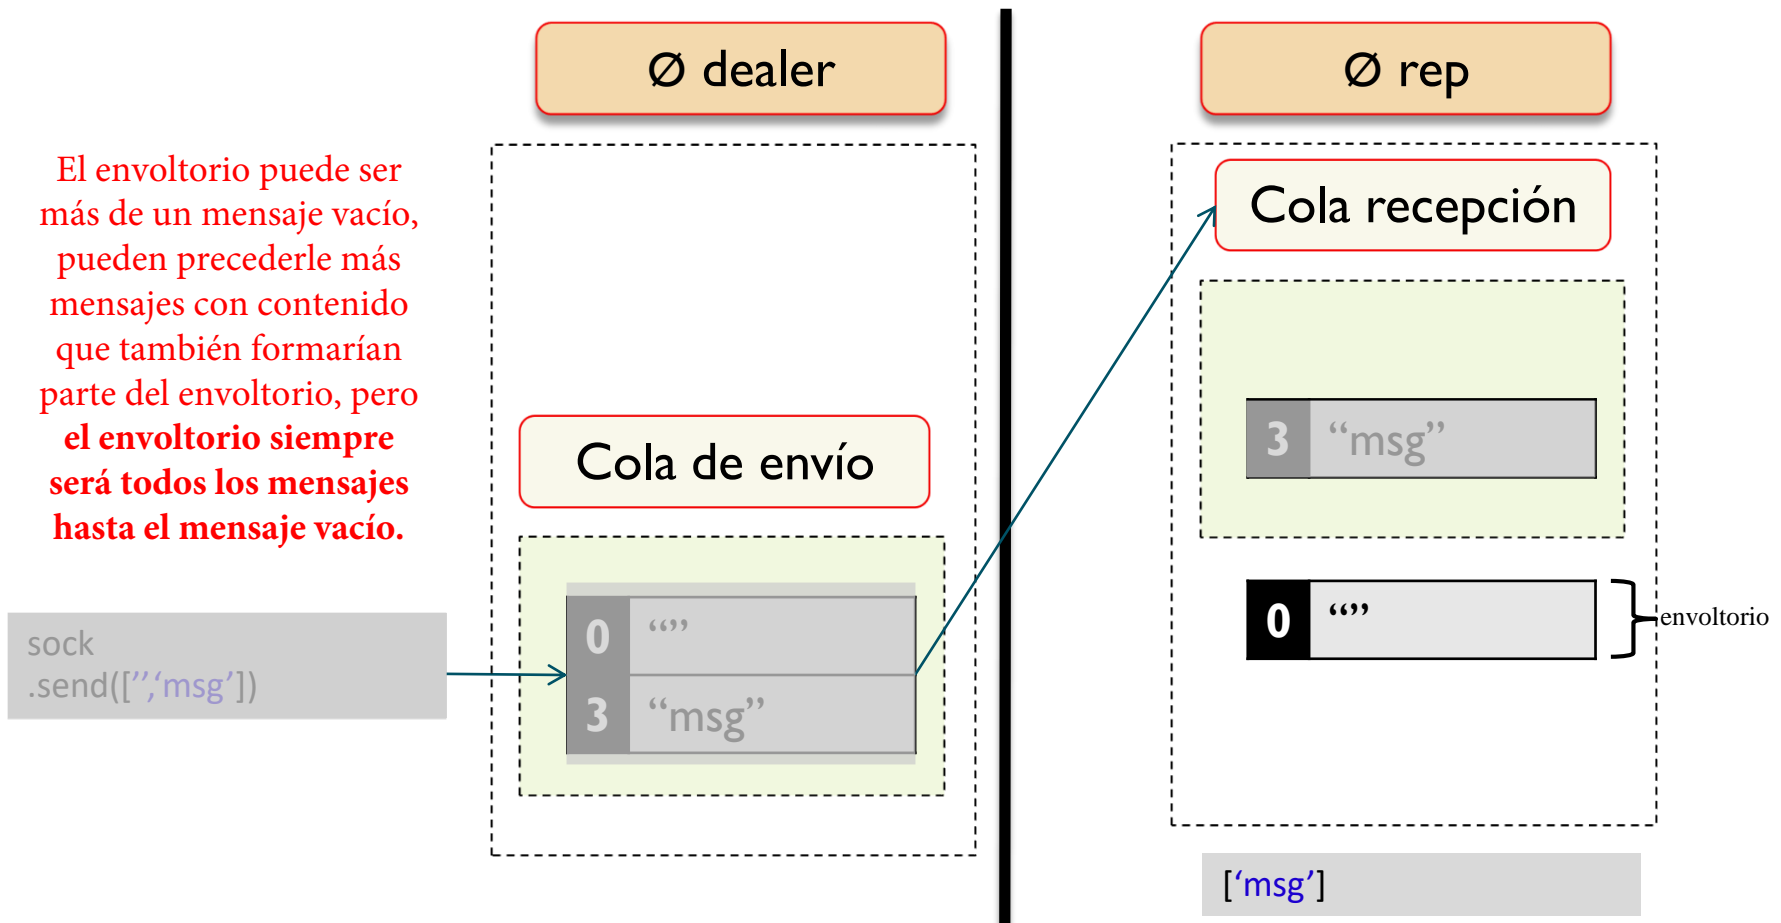 Ø dealer
Ø rep
El envoltorio puede ser
más de un mensaje vacío,
pueden precederle más
mensajes con contenido
que también formarían
parte del envoltorio, pero
el envoltorio siempre
será todos los mensajes
hasta el mensaje vacío.
sock
.send(['',‘msg’])
Cola de envío
0 “”
3 “msg”
Cola recepción
3 “msg”
0 “”
envoltorio
[‘msg’]